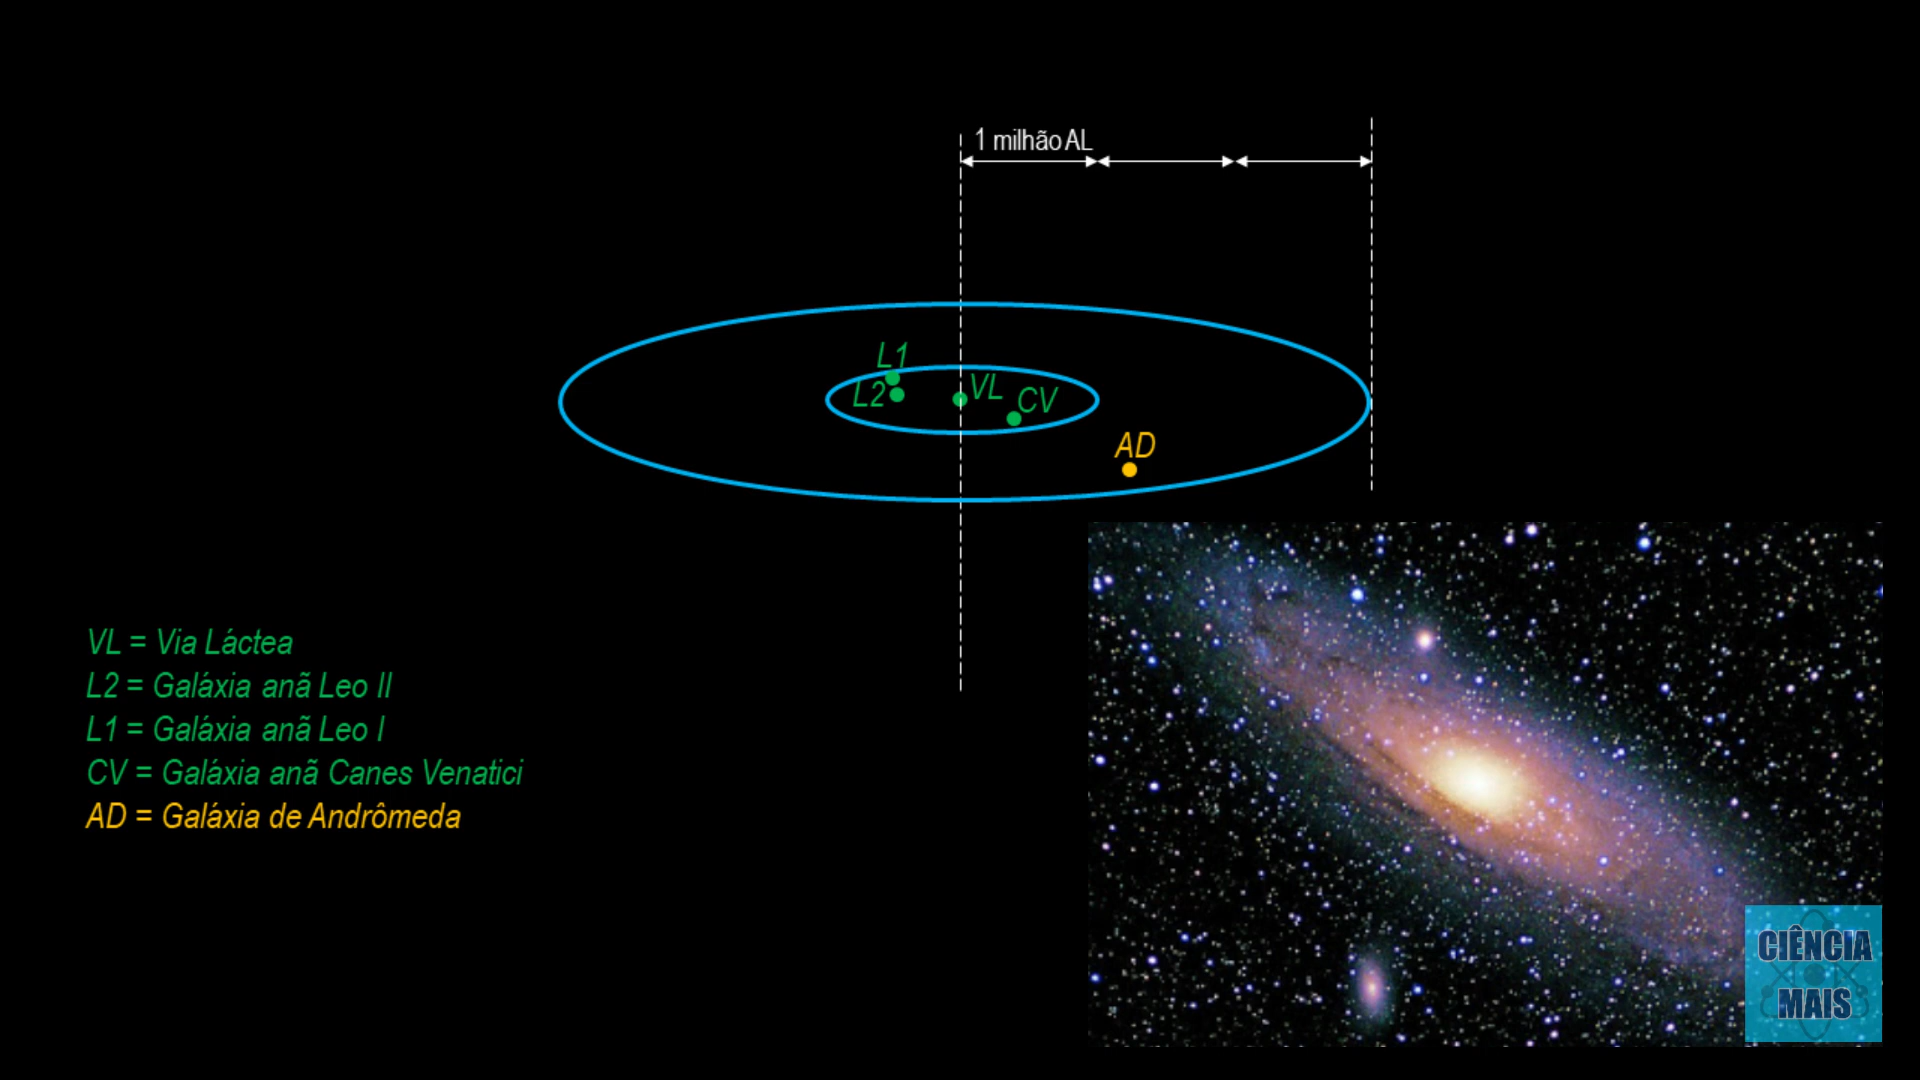 1 milhão AL
L1
L2
VL
CV
AD
VL = Via Láctea
L2 = Galáxia anã Leo II
L1 = Galáxia anã Leo I
CV = Galáxia anã Canes Venatici
AD = Galáxia de Andrômeda
CIÊNCIA
MAIS